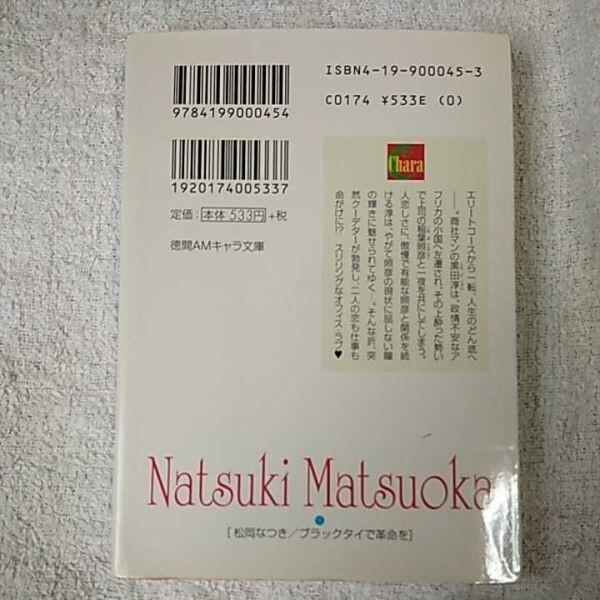 ISBN4-19-900045-3
C0174 ¥533E (0)
9784199000454
1920174005337
定価：本体533円+税
徳間AMキャラ文庫
Chara
エリートコースから一転、人生のどん底へ
――。商社マンの黒田淳は、政情不安なア
フリカの小国へ左遷され、その上酔った勢い
で上司の稲葉照彦と一夜を共にしてしまう。
人恋しさに、傲慢で有能な照彦と関係を続
ける淳は、やがて照彦の現状に屈しない瞳
の輝きに魅せられてゆく…。そんな折、突
然クーデターが勃発し、二人の恋も仕事も
命がけに!? スリリングなオフィス・ラブ♥
Natsuki Matsuoka
[松岡なつき／ブラックタイで革命を]